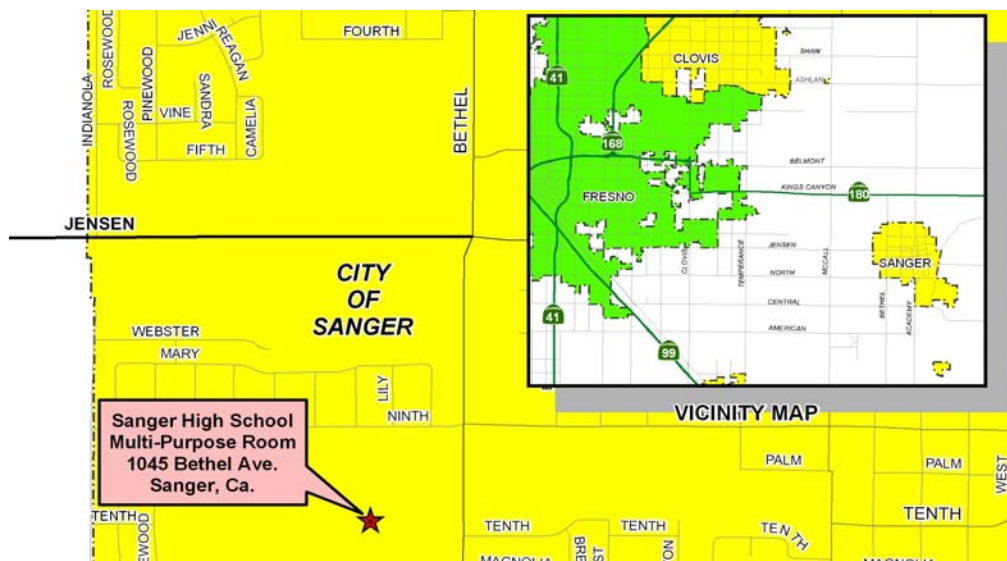 ROSEWOOD
JENNI
REAGAN
FOURTH
INDIANOLA
PINEWOOD
ROSEWOOD
VINE
SANDRA
CAMELIA
FIFTH
BETHEL
JENSEN
CITY
OF
SANGER
WEBSTER
MARY
LILY
NINTH
Sanger High School
Multi-Purpose Room
1045 Bethel Ave.
Sanger, Ca.
TENTH
CLOVIS
SHAW
ASHLAN
41
168
BELMONT
KINGS CANYON
180
FRESNO
CLOVIS
TEMPERANCE
JENSEN
MCCALL
SANGER
NORTH
CENTRAL
BETHEL
ACADEMY
AMERICAN
41
99
VICINITY MAP
PALM
PALM
WEST
TENTH
TENTH
TENTH
TENTH
MAGNOLIA